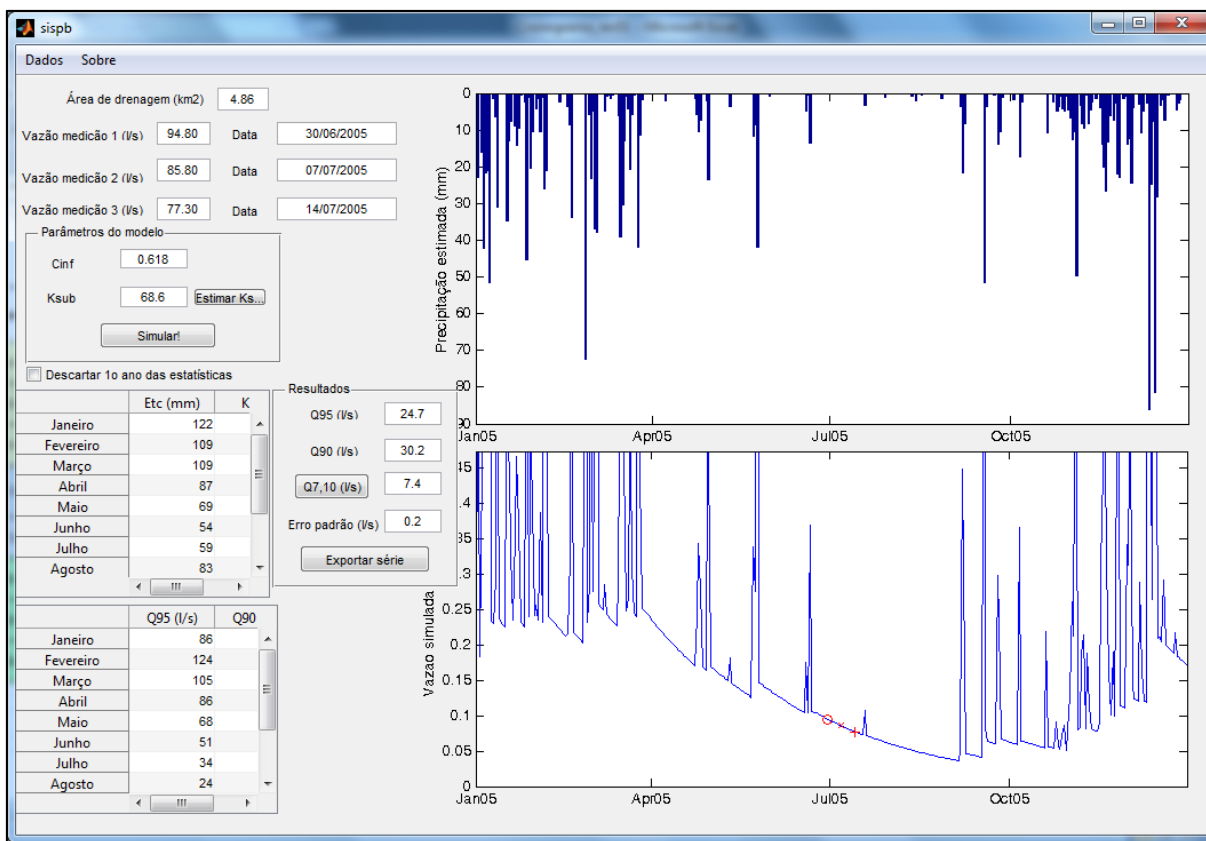 sispb
Dados Sobre
Área de drenagem (km2) 4.86
Vazão medicão 1 (l/s) 94.80 Data 30/06/2005
Vazão medicão 2 (l/s) 85.80 Data 07/07/2005
Vazão medicão 3 (l/s) 77.30 Data 14/07/2005
Parâmetros do modelo
Cinf 0.618
Ksub 68.6 Estimar Ks...
Simular!
Descartar 1o ano das estatísticas
Etc (mm) K
Janeiro 122
Fevereiro 109
Março 109
Abril 87
Maio 69
Junho 54
Julho 59
Agosto 83
Resultados
Q95 (l/s) 24.7
Q90 (l/s) 30.2
Q7,10 (l/s) 7.4
Erro padrão (l/s) 0.2
Exportar série
Q95 (l/s) Q90
Janeiro 86
Fevereiro 124
Março 105
Abril 86
Maio 68
Junho 51
Julho 34
Agosto 24
Precipitação estimada (mm)
0
10
20
30
40
50
60
70
80
90
Jan05 Apr05 Jul05 Oct05
Vazão simulada
.45
.35
.3
0.25
0.2
0.15
0.1
0.05
0
Jan05 Apr05 Jul05 Oct05